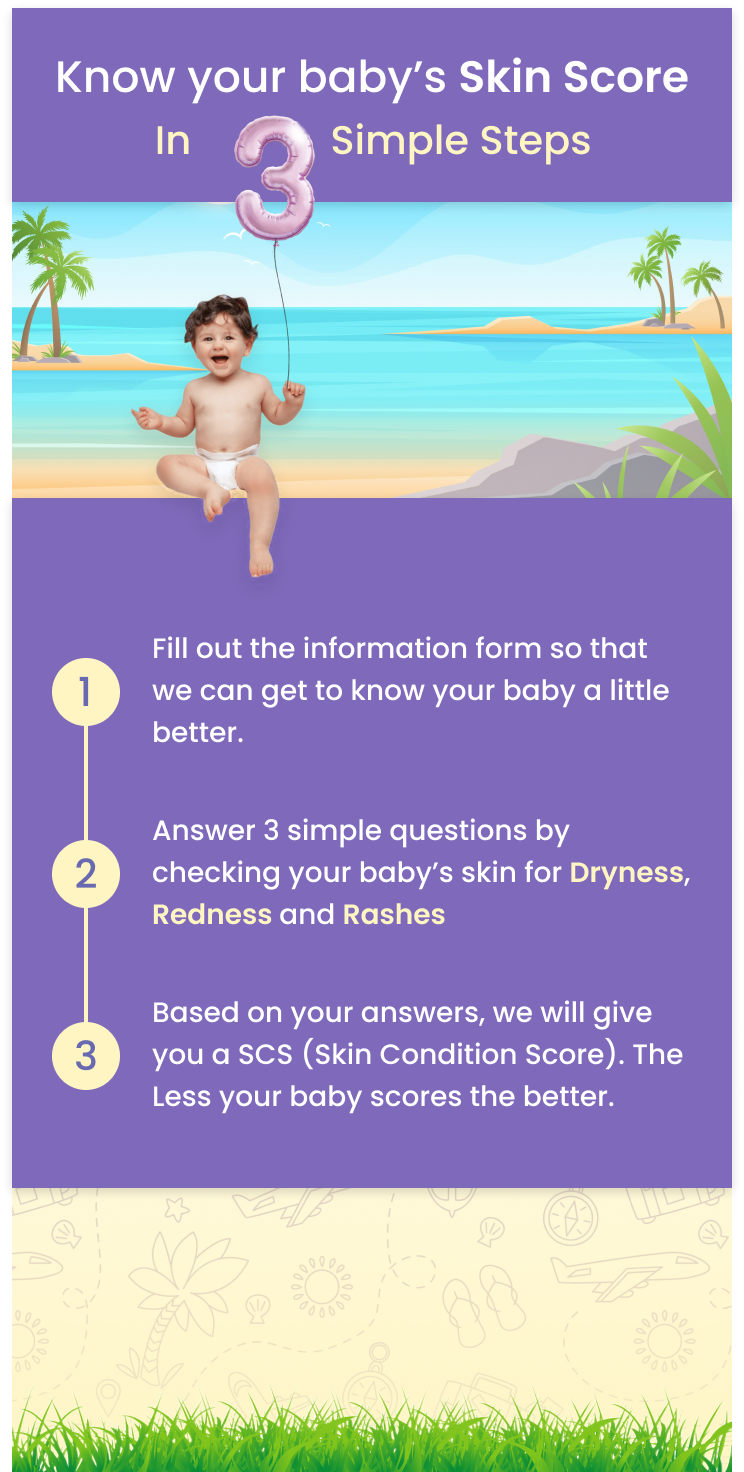 Know your baby’s Skin Score
In 3 Simple Steps
1
Fill out the information form so that
we can get to know your baby a little
better.
2
Answer 3 simple questions by
checking your baby’s skin for Dryness,
Redness and Rashes
3
Based on your answers, we will give
you a SCS (Skin Condition Score). The
Less your baby scores the better.